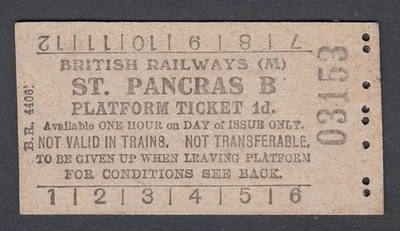 7|8|9|10|11|12
BRITISH RAILWAYS (M)
ST. PANCRAS B
PLATFORM TICKET 1d.
Available ONE HOUR on DAY of ISSUE ONLY.
NOT VALID IN TRAINS. NOT TRANSFERABLE.
TO BE GIVEN UP WHEN LEAVING PLATFORM
FOR CONDITIONS SEE BACK.
1|2|3|4|5|6
B.R. 4406
03153